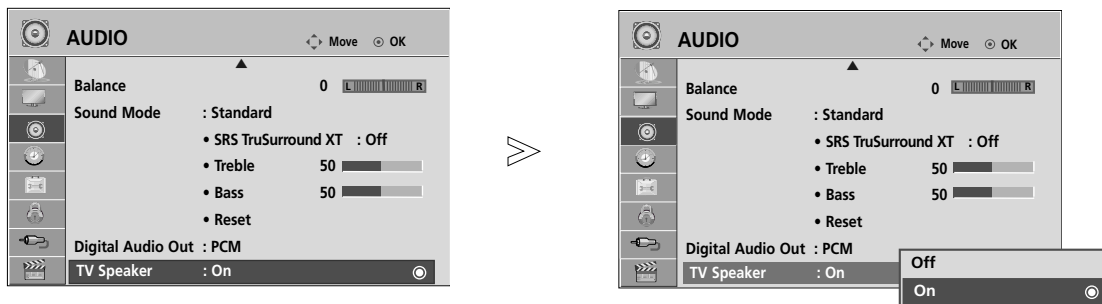 AUDIO Move OK
Balance 0 L R
Sound Mode : Standard
• SRS TruSurround XT : Off
• Treble 50
• Bass 50
• Reset
Digital Audio Out : PCM
TV Speaker : On
AUDIO Move OK
Balance 0 L R
Sound Mode : Standard
• SRS TruSurround XT : Off
• Treble 50
• Bass 50
• Reset
Digital Audio Out : PCM
TV Speaker : On
Off
On